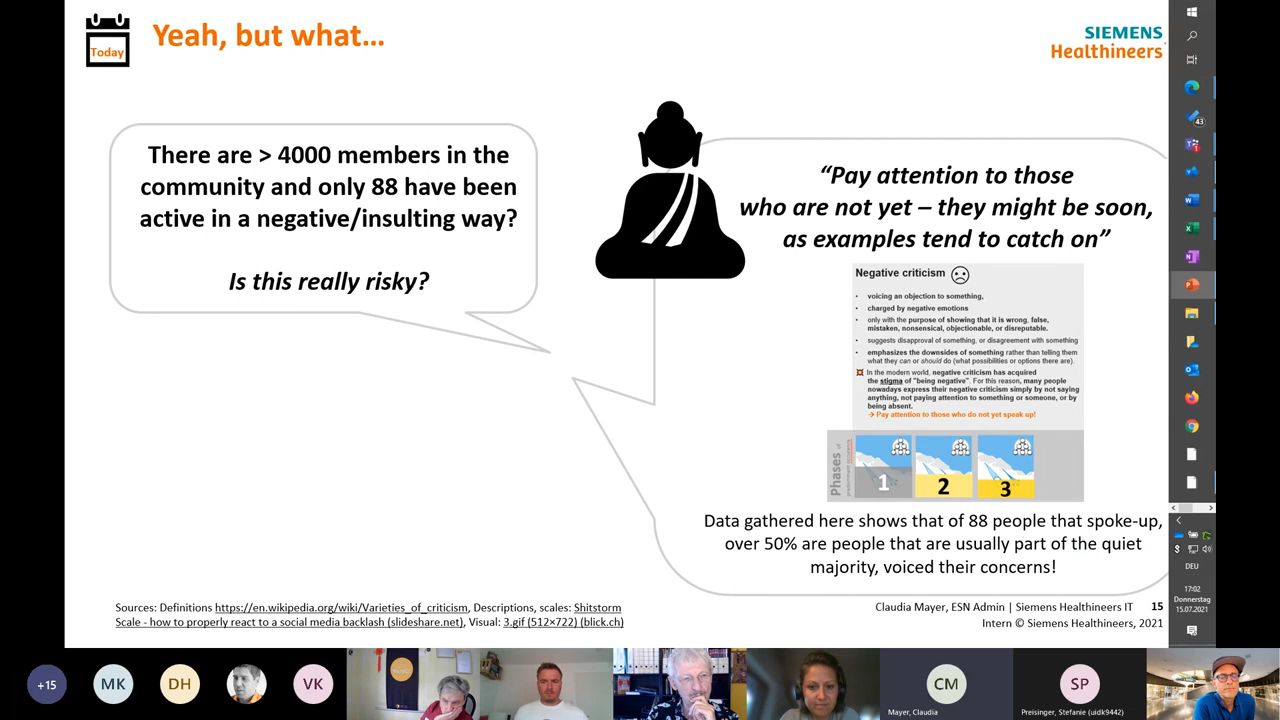 Today
Yeah, but what...
SIEMENS
Healthineers
There are > 4000 members in the
community and only 88 have been
active in a negative/insulting way?
Is this really risky?
“Pay attention to those
who are not yet – they might be soon,
as examples tend to catch on”
Negative criticism
• voicing an objection to something,
• charged by negative emotions
• only with the purpose of showing that it is wrong, false,
mistaken, nonsensical, objectionable, or disreputable.
• suggests disapproval of something, or disagreement with something
• emphasizes the downsides of something rather than telling them
what they can or should do (what possibilities or options there are).
In the modern world, negative criticism has acquired
the stigma of "being negative". For this reason, many people
nowadays express their negative criticism simply by not saying
anything, not paying attention to something or someone, or by
being absent.
→ Pay attention to those who do not yet speak up!
Phases of
1
2
3
Data gathered here shows that of 88 people that spoke-up,
over 50% are people that are usually part of the quiet
majority, voiced their concerns!
Sources: Definitions https://en.wikipedia.org/wiki/Varieties_of_criticism, Descriptions, scales: Shitstorm
Scale - how to properly react to a social media backlash (slideshare.net), Visual: 3.gif (512×722) (blick.ch)
Claudia Mayer, ESN Admin | Siemens Healthineers IT 15
Intern © Siemens Healthineers, 2021
43
DEU
17:02
Donnerstag
15.07.2021
+15
MK
DH
VK
CM
Mayer, Claudia
SP
Preisinger, Stefanie (uidk9442)